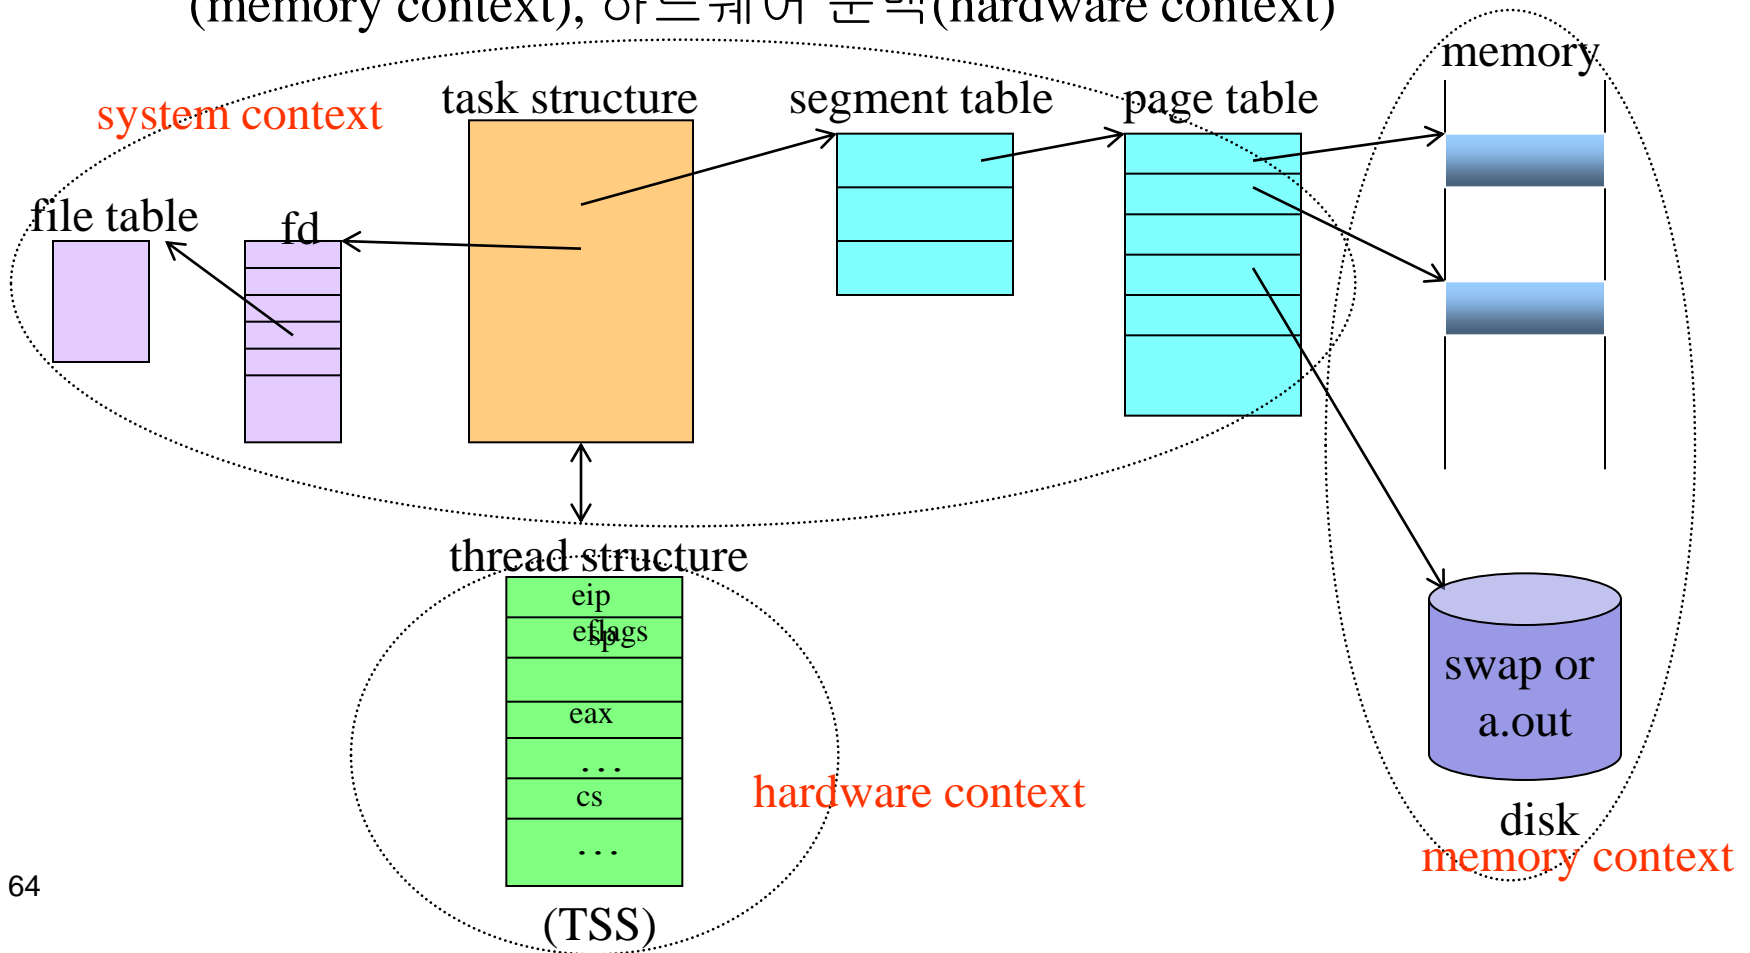 (memory context), 하드웨어 문맥(hardware context)
memory
system context
task structure
segment table
page table
file table
fd
thread structure
eip
eflags
sp
eax
...
cs
...
(TSS)
hardware context
swap or
a.out
disk
memory context
64